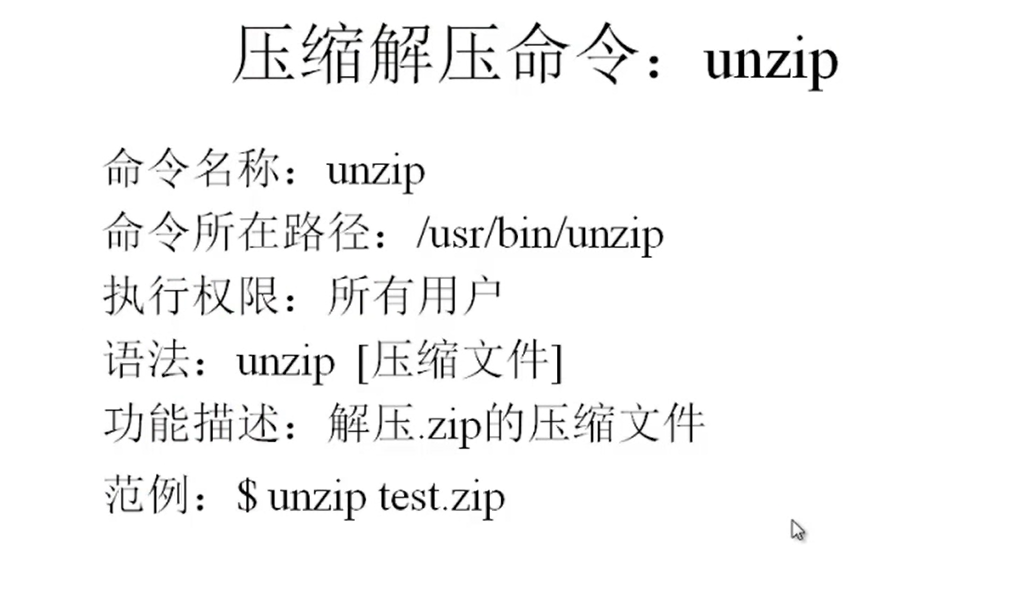 压缩解压命令：unzip
命令名称：unzip
命令所在路径：/usr/bin/unzip
执行权限：所有用户
语法：unzip [压缩文件]
功能描述：解压.zip的压缩文件
范例：$ unzip test.zip